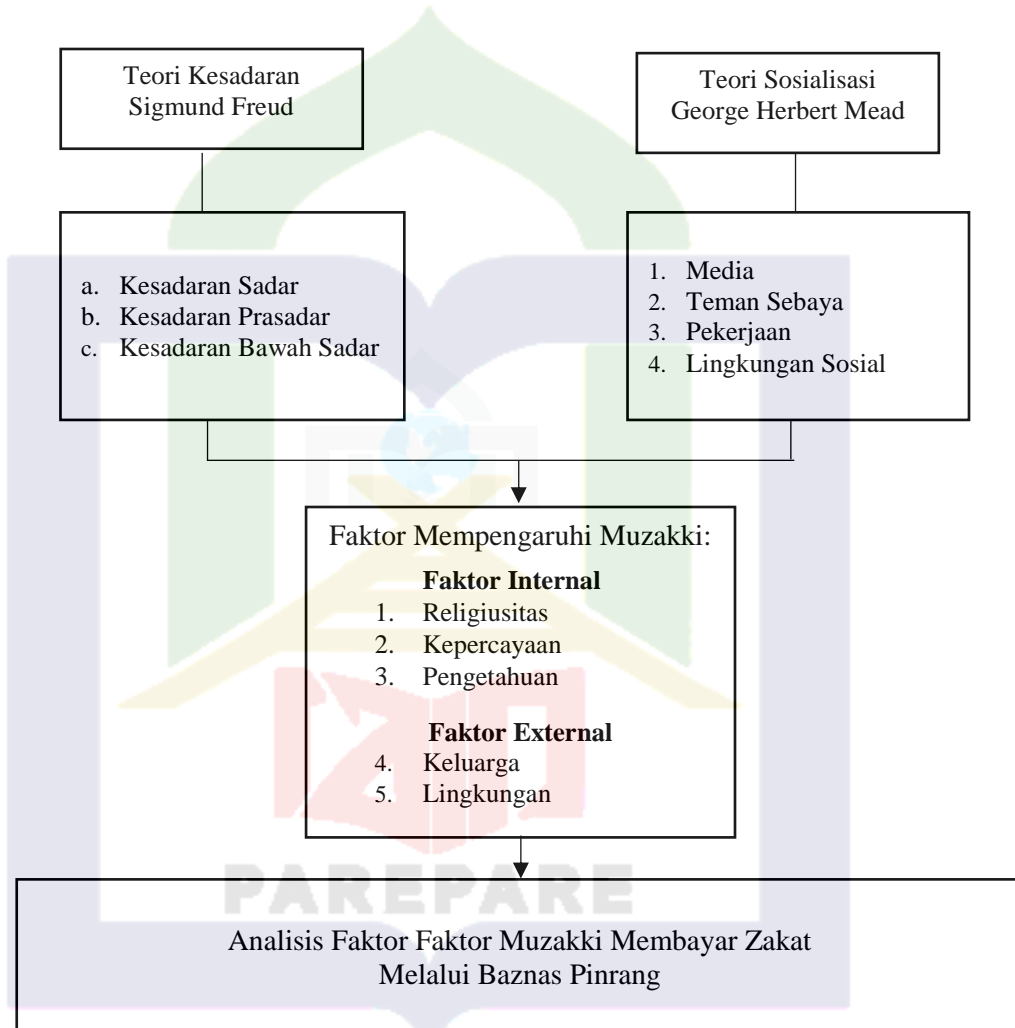 Teori Kesadaran
Sigmund Freud
Teori Sosialisasi
George Herbert Mead
a. Kesadaran Sadar
b. Kesadaran Prasadar
c. Kesadaran Bawah Sadar
1. Media
2. Teman Sebaya
3. Pekerjaan
4. Lingkungan Sosial
Faktor Mempengaruhi Muzakki:
Faktor Internal
1. Religiusitas
2. Kepercayaan
3. Pengetahuan
Faktor External
4. Keluarga
5. Lingkungan
PAREPARE
Analisis Faktor Faktor Muzakki Membayar Zakat
Melalui Baznas Pinrang